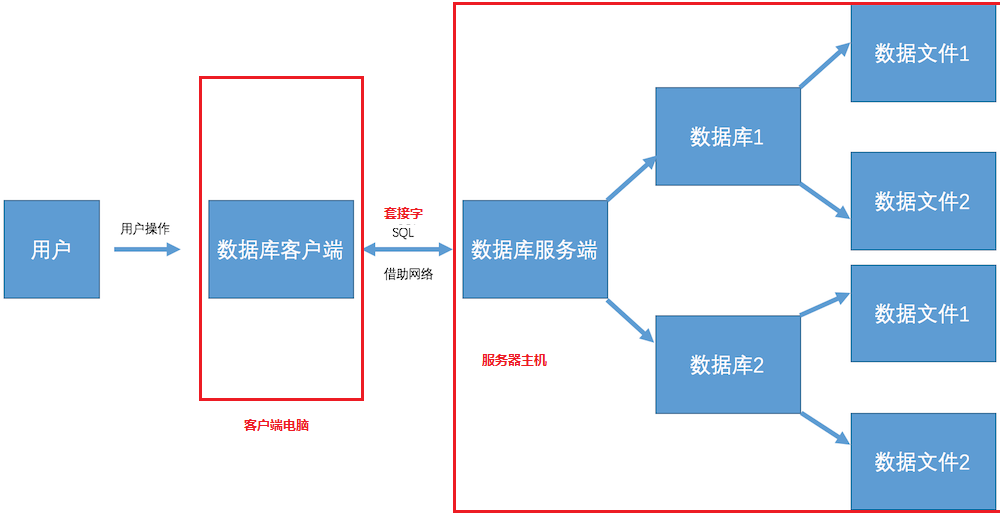 用户
用户操作
数据库客户端
客户端电脑
套接字
SQL
借助网络
数据库服务端
服务器主机
数据库1
数据文件1
数据文件2
数据库2
数据文件1
数据文件2